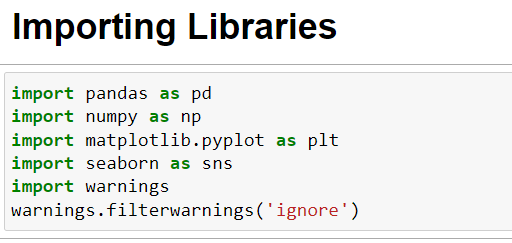 Importing Libraries
import pandas as pd
import numpy as np
import matplotlib.pyplot as plt
import seaborn as sns
import warnings
warnings.filterwarnings('ignore')